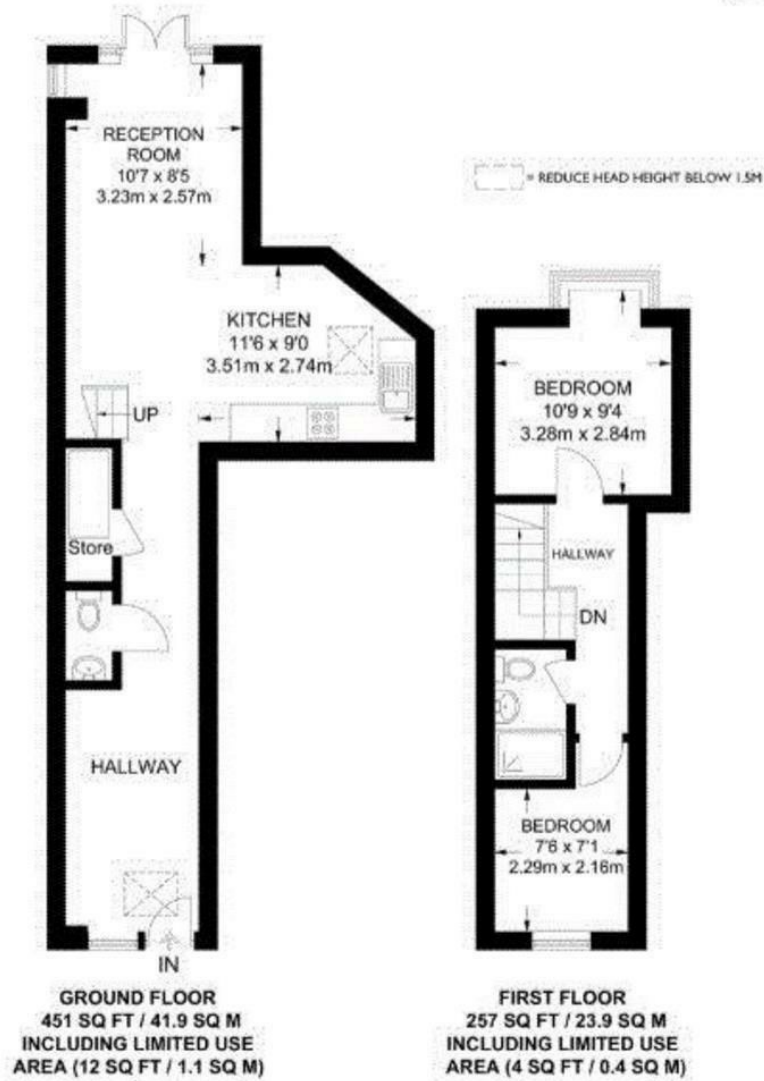 RECEPTION
ROOM
10'7 x 8'5
3.23m x 2.57m
= REDUCE HEAD HEIGHT BELOW 1.5M
KITCHEN
11'6 x 9'0
3.51m x 2.74m
UP
Store
HALLWAY
IN
BEDROOM
10'9 x 9'4
3.28m x 2.84m
HALLWAY
DN
BEDROOM
7'6 x 7'1
2.29m x 2.16m
GROUND FLOOR
451 SQ FT / 41.9 SQ M
INCLUDING LIMITED USE
AREA (12 SQ FT / 1.1 SQ M)
FIRST FLOOR
257 SQ FT / 23.9 SQ M
INCLUDING LIMITED USE
AREA (4 SQ FT / 0.4 SQ M)